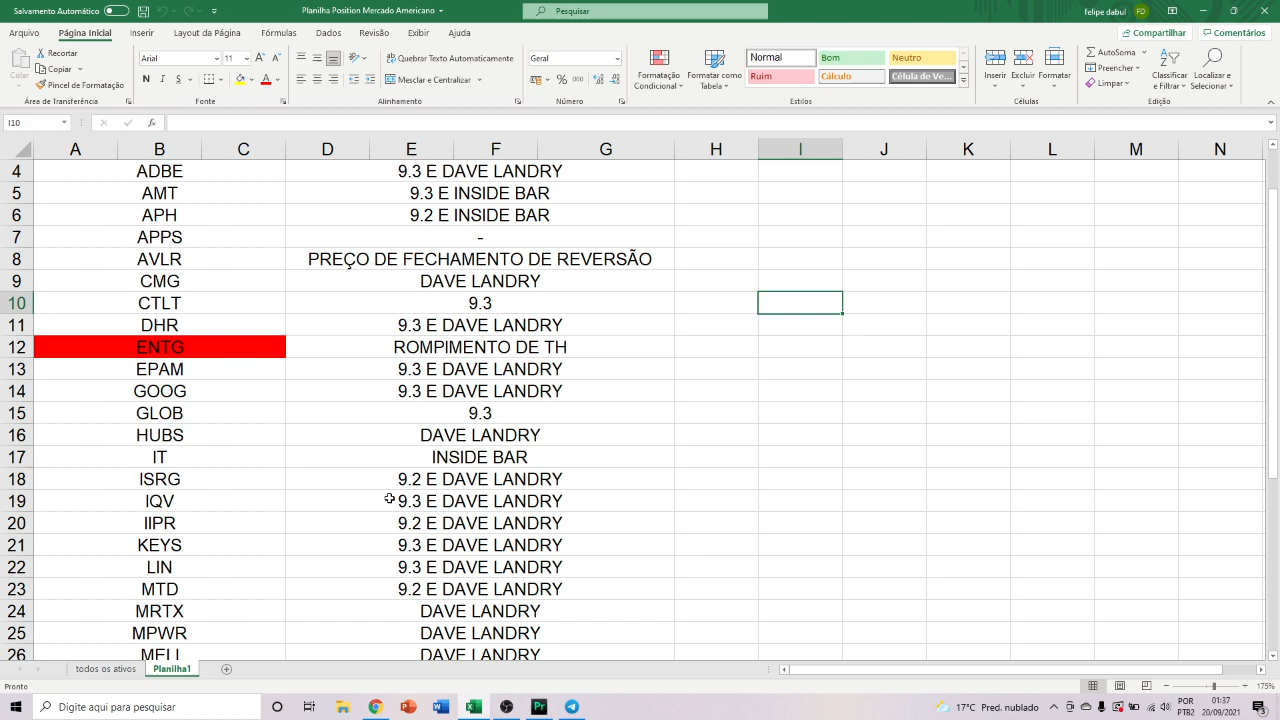 Salvamento Automático
Planilha Position Mercado Americano
Pesquisar
felipe dabul FD
Arquivo Página Inicial Inserir Layout da Página Fórmulas Dados Revisão Exibir Ajuda
Compartilhar Comentários
Colar
Recortar
Copiar
Pincel de Formatação
Área de Transferência
Arial 11
N I S
Fonte
Quebrar Texto Automaticamente
Mesclar e Centralizar
Alinhamento
Geral
% 000
Número
Formatação Condicional
Formatar como Tabela
Normal Bom Neutro
Ruim Cálculo Célula de Ve...
Estilos
Inserir Excluir Formatar
Células
AutoSoma
Preencher
Limpar
Classificar e Filtrar
Localizar e Selecionar
Edição
I10
fx
A B C D E F G H I J K L M N
4 ADBE 9.3 E DAVE LANDRY
5 AMT 9.3 E INSIDE BAR
6 APH 9.2 E INSIDE BAR
7 APPS -
8 AVLR PREÇO DE FECHAMENTO DE REVERSÃO
9 CMG DAVE LANDRY
10 CTLT 9.3
11 DHR 9.3 E DAVE LANDRY
12 ENTG ROMPIMENTO DE TH
13 EPAM 9.3 E DAVE LANDRY
14 GOOG 9.3 E DAVE LANDRY
15 GLOB 9.3
16 HUBS DAVE LANDRY
17 IT INSIDE BAR
18 ISRG 9.2 E DAVE LANDRY
19 IQV 9.3 E DAVE LANDRY
20 IIPR 9.2 E DAVE LANDRY
21 KEYS 9.3 E DAVE LANDRY
22 LIN 9.3 E DAVE LANDRY
23 MTD 9.2 E DAVE LANDRY
24 MRTX DAVE LANDRY
25 MPWR DAVE LANDRY
26 MELI DAVE LANDRY
todos os ativos Planilha1
Pronto
175%
Digite aqui para pesquisar
17°C Pred. nublado
POR
PTB2
01:37
20/09/2021